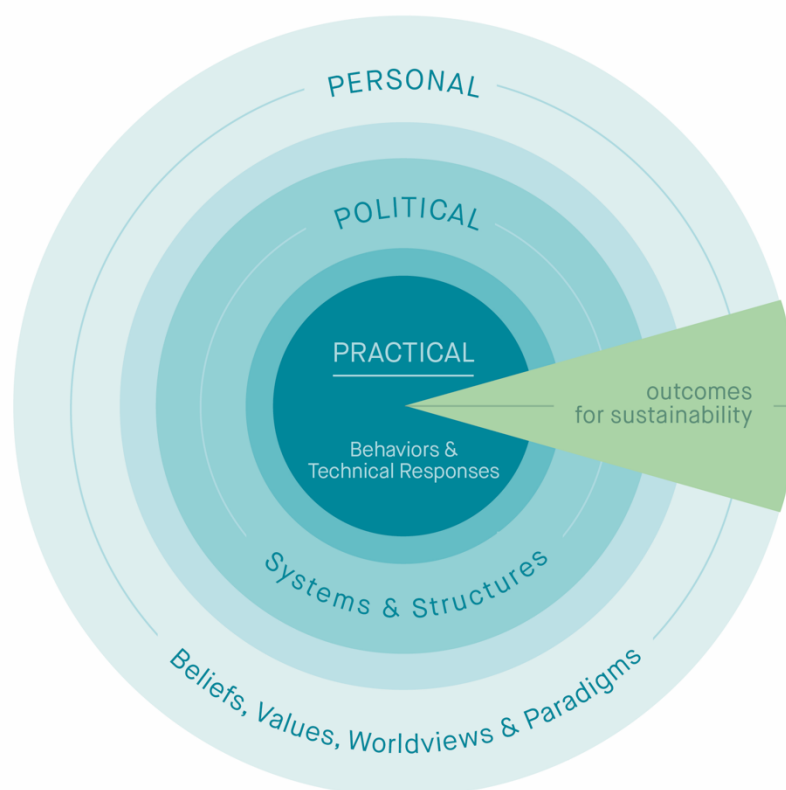 PERSONAL
POLITICAL
PRACTICAL
outcomes
for sustainability
Behaviors &
Technical Responses
Systems & Structures
Beliefs, Values, Worldviews & Paradigms